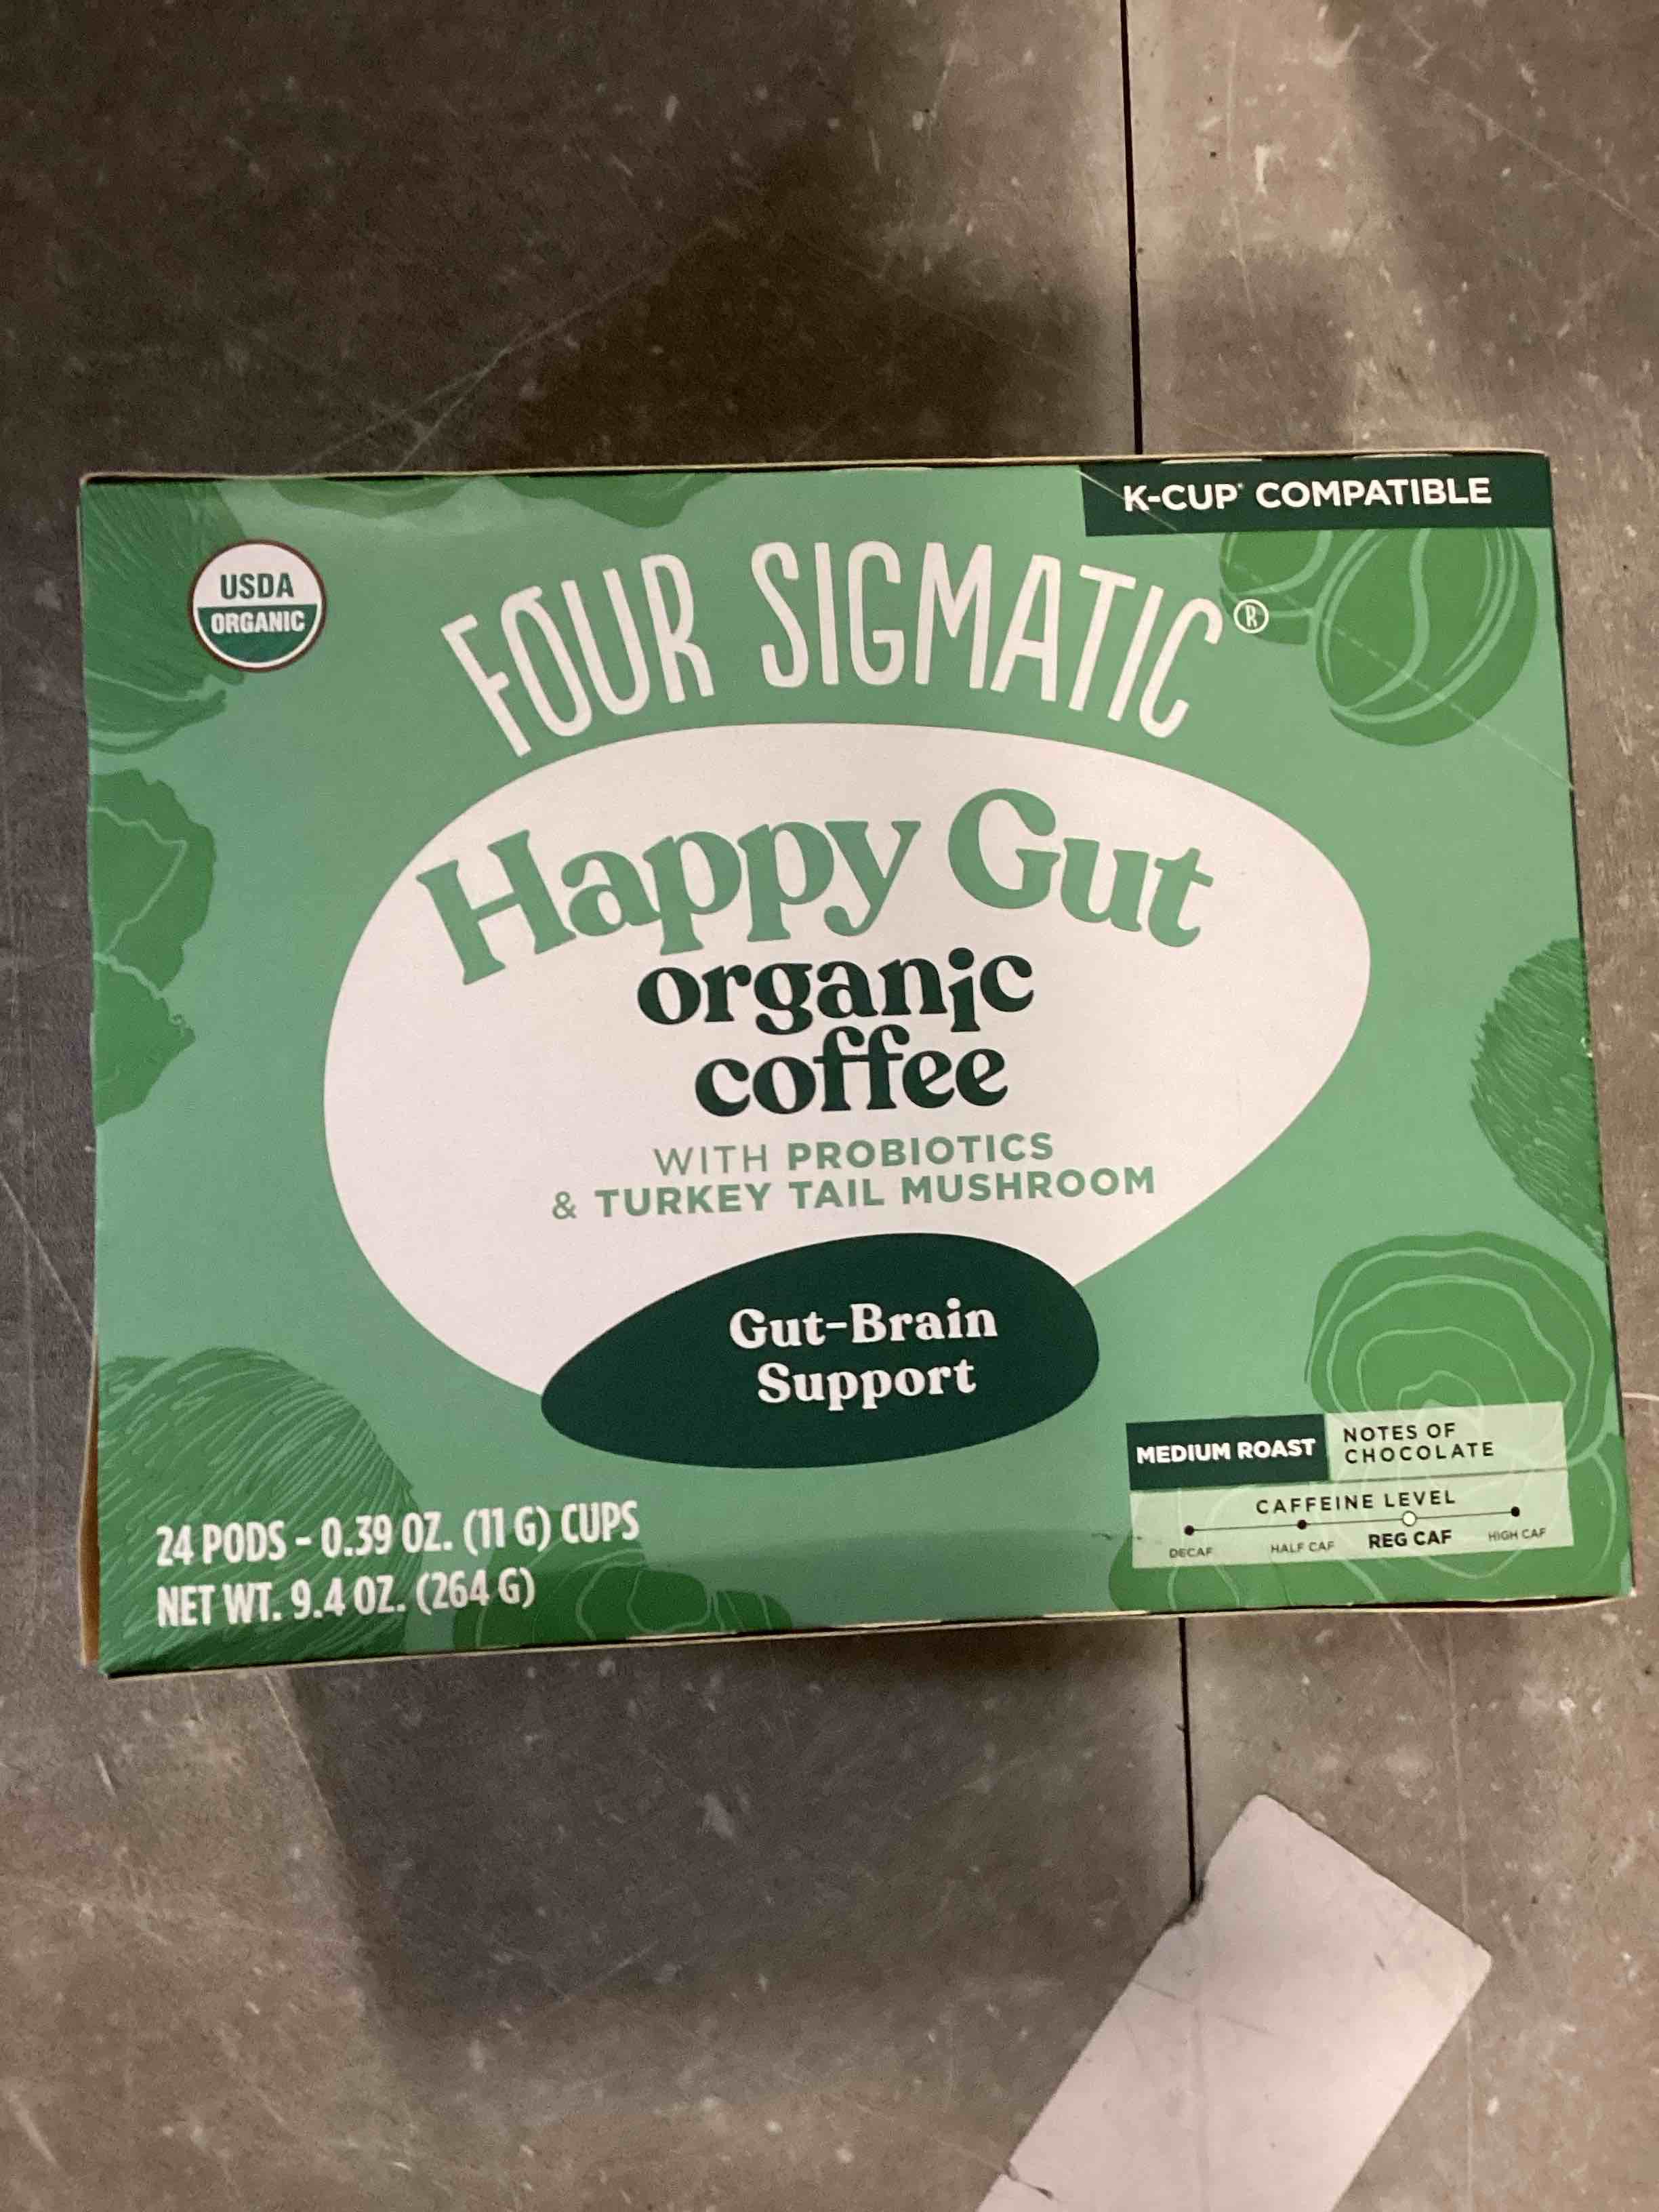 K-CUP® COMPATIBLE
USDA
ORGANIC
FOUR SIGMATIC®
Happy Gut
organic
coffee
WITH PROBIOTICS
& TURKEY TAIL MUSHROOM
Gut-Brain
Support
MEDIUM ROAST
NOTES OF
CHOCOLATE
CAFFEINE LEVEL
DECAF HALF CAF REG CAF HIGH CAF
24 PODS - 0.39 OZ. (11 G) CUPS
NET WT. 9.4 OZ. (264 G)